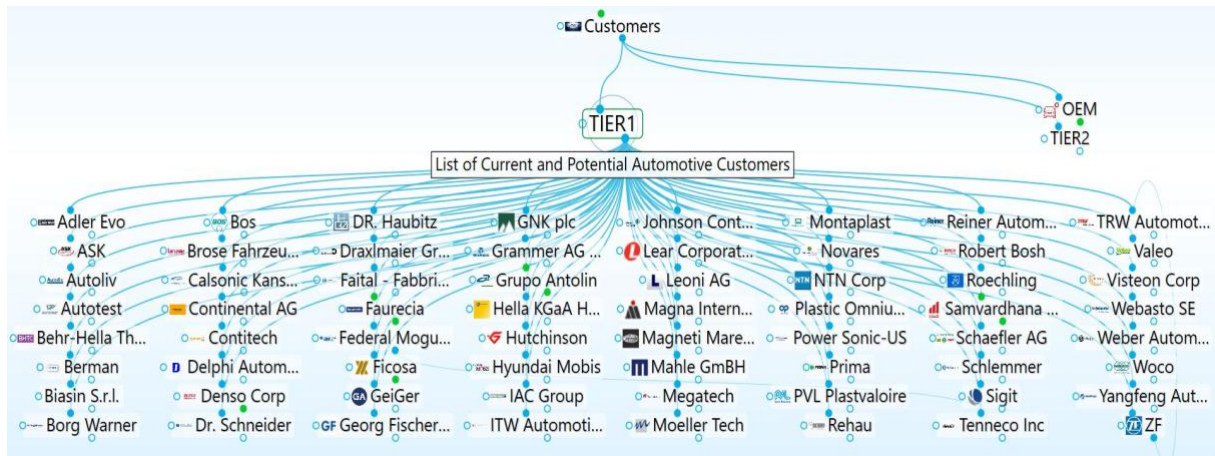 Customers
TIER1
OEM
TIER2
List of Current and Potential Automotive Customers
Adler Evo
Bos
DR. Haubitz
GNK plc
Johnson Cont...
Montaplast
Reiner Autom...
TRW Automot...
ASK
Brose Fahrzeu...
Draxlmaier Gr...
Grammer AG ...
Lear Corporat...
Novares
Robert Bosh
Valeo
Autoliv
Calsonic Kans...
Faital - Fabbri...
Grupo Antolin
Leoni AG
NTN Corp
Roechling
Visteon Corp
Autotest
Continental AG
Faurecia
Hella KGaA H...
Magna Intern...
Plastic Omniu...
Samvardhana ...
Webasto SE
Behr-Hella Th...
Contitech
Federal Mogu...
Hutchinson
Magneti Mare...
Power Sonic-US
Schaefler AG
Weber Autom...
Berman
Delphi Autom...
Ficosa
Hyundai Mobis
Mahle GmBH
Prima
Schlemmer
Woco
Biasin S.r.l.
Denso Corp
GeiGer
IAC Group
Megatech
PVL Plastvaloire
Sigit
Yangfeng Aut...
Borg Warner
Dr. Schneider
Georg Fischer...
ITW Automoti...
Moeller Tech
Rehau
Tenneco Inc
ZF